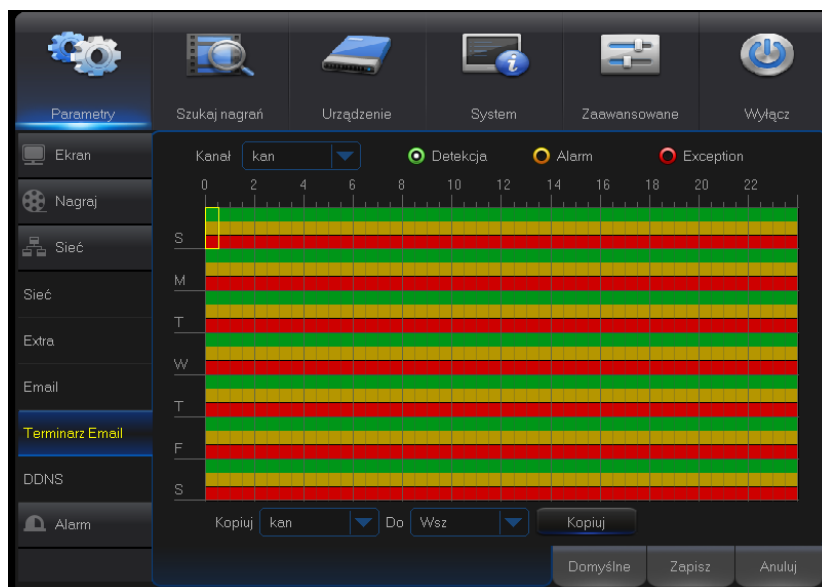 Parametry Szukaj nagrań Urządzenie System Zaawansowane Wyłącz
Ekran
Nagraj
Sieć
Sieć
Extra
Email
Terminarz Email
DDNS
Alarm
Kanał kan Detekcja Alarm Exception
0 2 4 6 8 10 12 14 16 18 20 22
S
M
T
W
T
F
S
Kopiuj kan Do Wsz Kopiuj
Domyślne Zapisz Anuluj